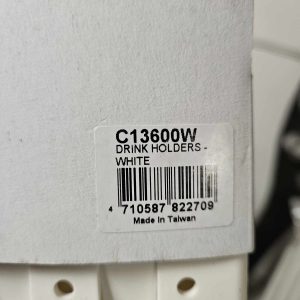 C13600W
DRINK HOLDERS -
WHITE
4 710587 822709
Made In Taiwan